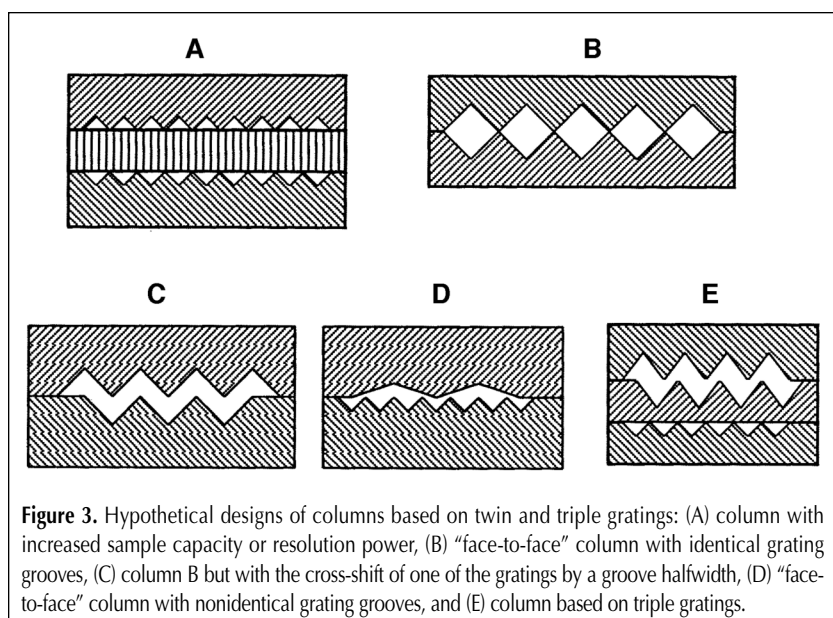 A
B
C
D
E
Figure 3. Hypothetical designs of columns based on twin and triple gratings: (A) column with
increased sample capacity or resolution power, (B) “face-to-face” column with identical grating
grooves, (C) column B but with the cross-shift of one of the gratings by a groove halfwidth, (D) “face-
to-face” column with nonidentical grating grooves, and (E) column based on triple gratings.